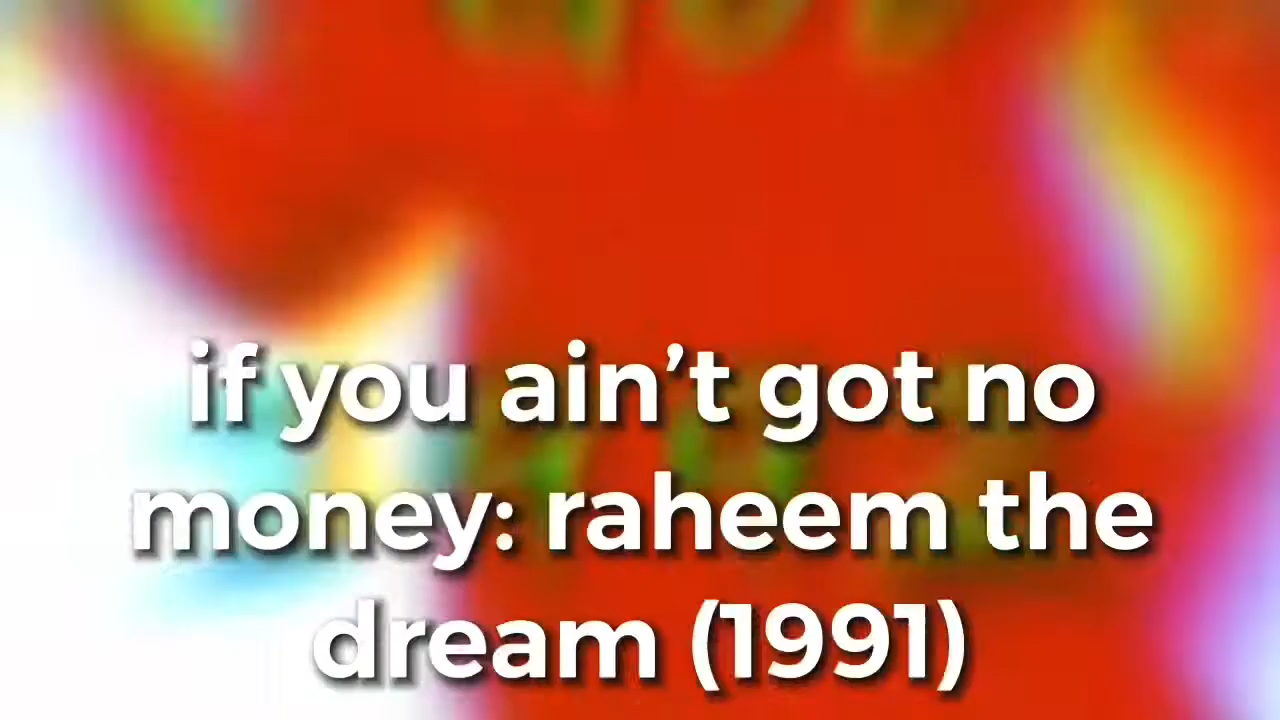 if you ain’t got no
money: raheem the
dream (1991)